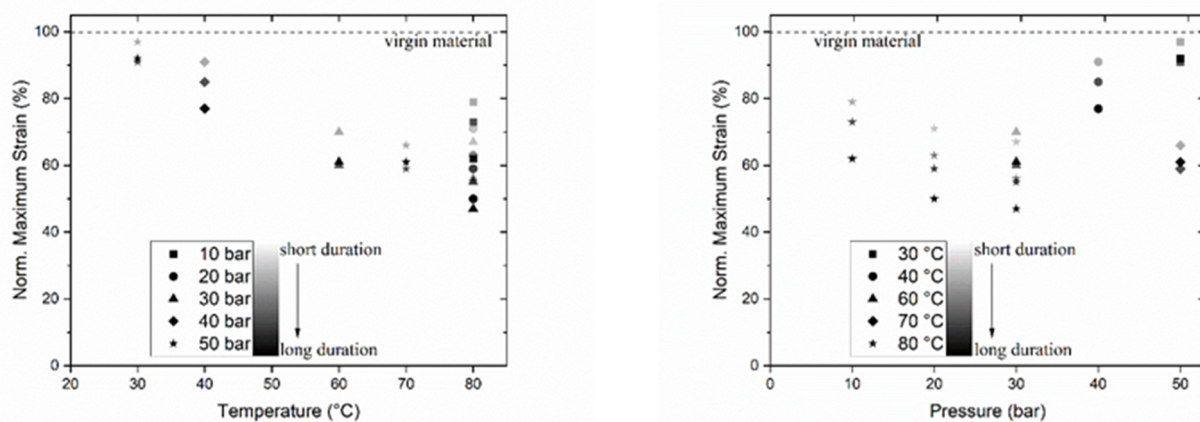 Norm. Maximum Strain (%)
100
80
60
40
20
0
virgin material
10 bar
20 bar
30 bar
40 bar
50 bar
short duration
long duration
20 30 40 50 60 70 80
Temperature (°C)
Norm. Maximum Strain (%)
100
80
60
40
20
0
virgin material
30 °C
40 °C
60 °C
70 °C
80 °C
short duration
long duration
0 10 20 30 40 50
Pressure (bar)